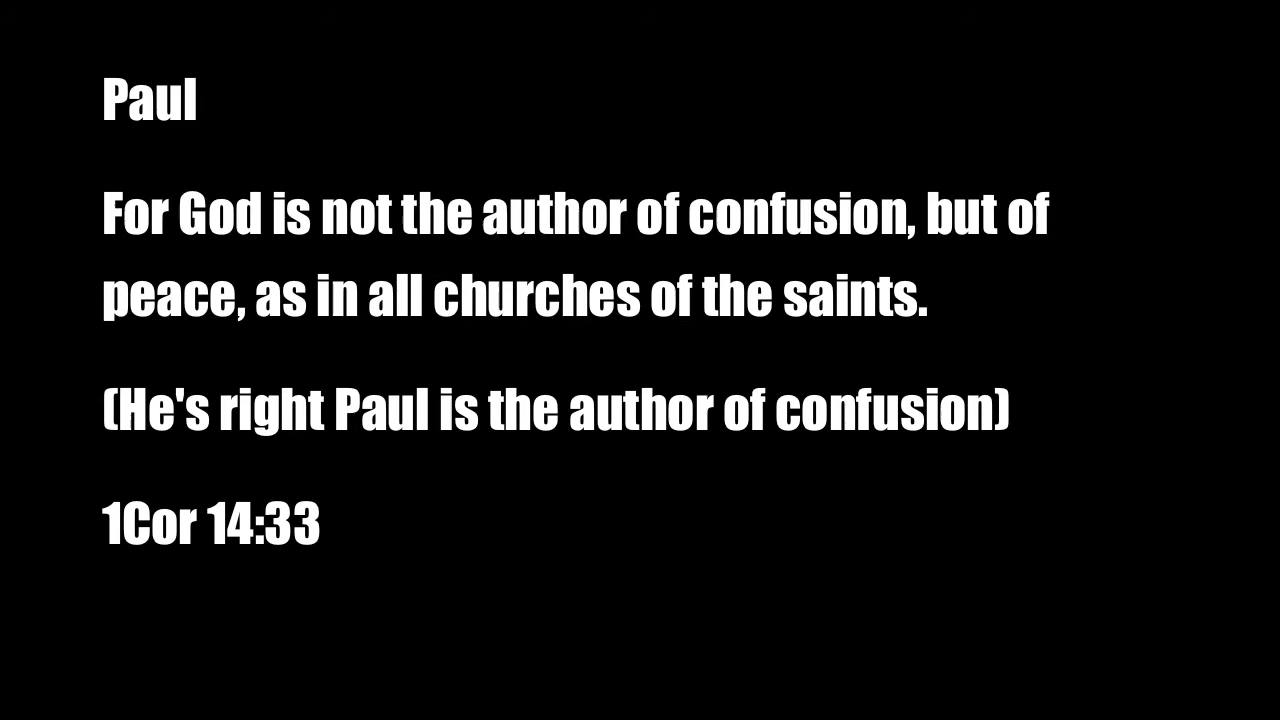 Paul
For God is not the author of confusion, but of
peace, as in all churches of the saints.
(He's right Paul is the author of confusion)
1Cor 14:33